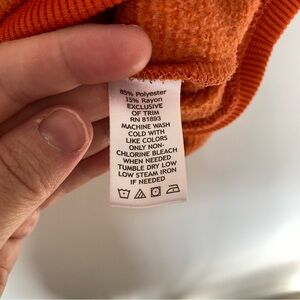 85% Polyester
15% Rayon
EXCLUSIVE
OF TRIM
RN 81893
MACHINE WASH
COLD WITH
LIKE COLORS
ONLY NON-
CHLORINE BLEACH
WHEN NEEDED
TUMBLE DRY LOW
LOW STEAM IRON
IF NEEDED